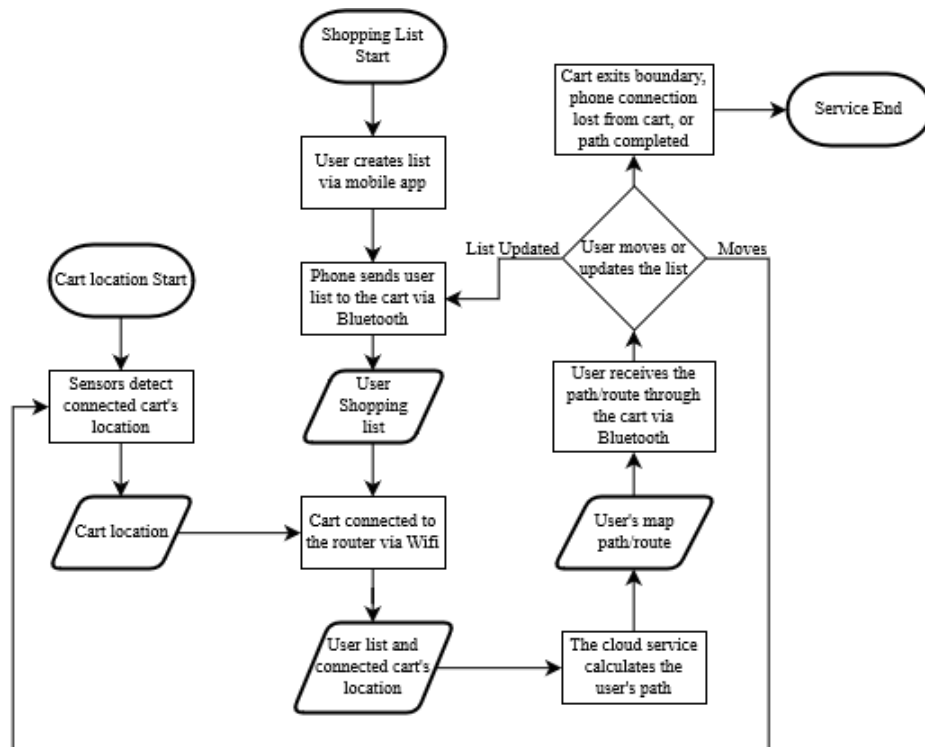 Shopping List
Start
User creates list
via mobile app
Phone sends user
list to the cart via
Bluetooth
User
Shopping
list
Cart location Start
Sensors detect
connected cart's
location
Cart location
Cart connected to
the router via Wifi
User list and
connected cart's
location
The cloud service
calculates the
user's path
User's map
path/route
User receives the
path/route through
the cart via
Bluetooth
User moves or
updates the list
List Updated
Moves
Cart exits boundary,
phone connection
lost from cart, or
path completed
Service End